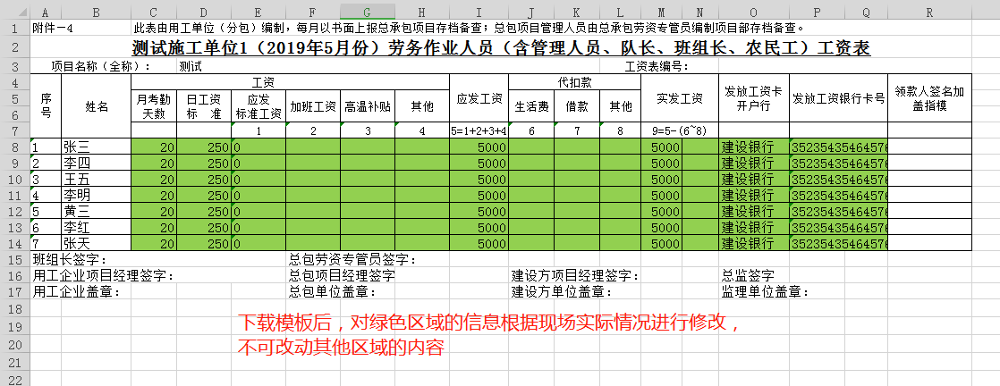 A B C D E F G H I J K L M N O P Q R
1 附件—4 此表由用工单位（分包）编制，每月以书面上报总承包项目存档备查；总包项目管理人员由总承包劳资专管员编制项目部存档备查。
2 测试施工单位1（2019年5月份）劳务作业人员（含管理人员、队长、班组长、农民工）工资表
3 项目名称（全称）： 测试 工资表编号：
4 序号 姓名 工资 应发工资 代扣款 实发工资 发放工资卡开户行 发放工资银行卡号 领款人签名加盖指模
5 月考勤天数 日工资标 准 应发标准工资 加班工资 高温补贴 其他 生活费 借款 其他
6
7 1 2 3 4 5=1+2+3+4 6 7 8 9=5-(6~8)
8 1 张三 20 250 0 5000 5000 建设银行 35235435464576
9 2 李四 20 250 0 5000 5000 建设银行 35235435464576
10 3 王五 20 250 0 5000 5000 建设银行 35235435464576
11 4 李明 20 250 0 5000 5000 建设银行 35235435464576
12 5 黄三 20 250 0 5000 5000 建设银行 35235435464576
13 6 李红 20 250 0 5000 5000 建设银行 35235435464576
14 7 张天 20 250 0 5000 5000 建设银行 35235435464576
15 班组长签字： 总包劳资专管员签字：
16 用工企业项目经理签字： 总包项目经理签字 建设方项目经理签字： 总监签字
17 用工企业盖章： 总包单位盖章： 建设方单位盖章： 监理单位盖章：
18
19 下载模板后，对绿色区域的信息根据现场实际情况进行修改，
20 不可改动其他区域的内容
21
22